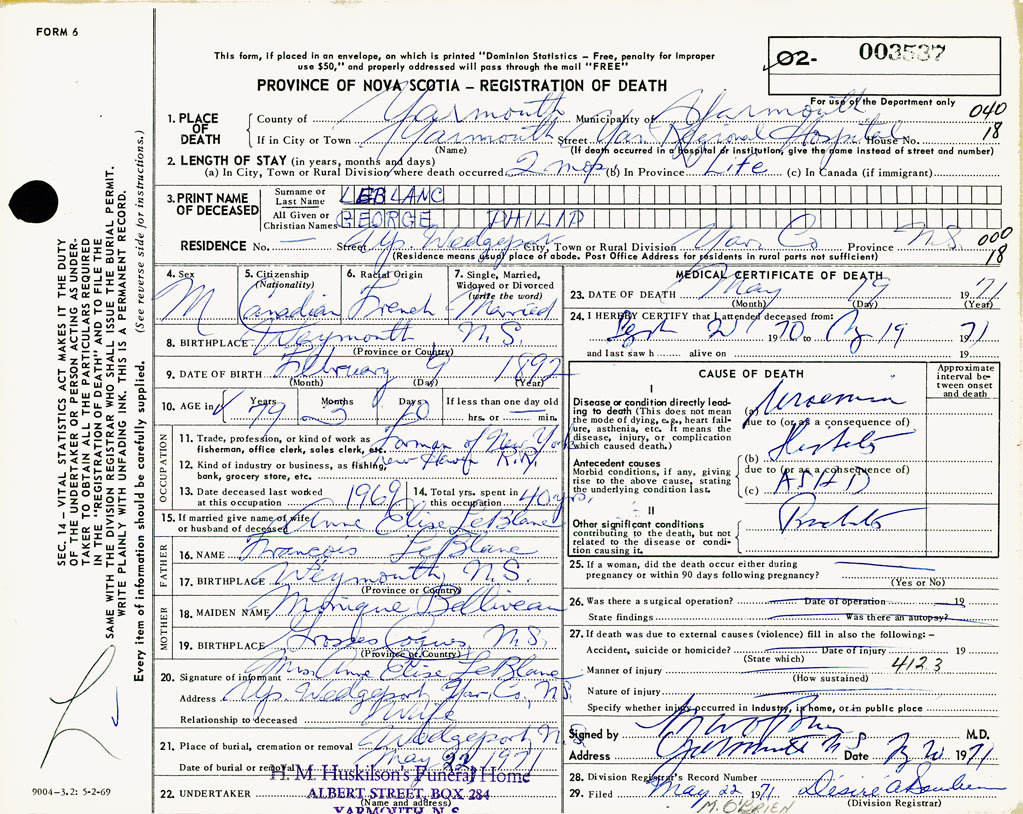 FORM 6
This form, if placed in an envelope, on which is printed "Dominion Statistics – Free, penalty for improper
use $50," and properly addressed will pass through the mail "FREE"
02- 003537
PROVINCE OF NOVA SCOTIA – REGISTRATION OF DEATH
For use of the Department only
040
18
1. PLACE OF DEATH
County of Yarmouth Municipality of Yarmouth
If in City or Town Yarmouth Street Yar Regional Hospital House No.
(Name) (If death occurred in a hospital or institution, give the name instead of street and number)
2. LENGTH OF STAY (in years, months and days)
(a) In City, Town or Rural Division where death occurred 2 mos. (b) In Province Life (c) In Canada (if immigrant)
3. PRINT NAME OF DECEASED
Surname or Last Name LEBLANC
All Given or Christian Names GEORGE PHILIP
RESIDENCE No. — Street Up. Wedgeport City, Town or Rural Division Yar. Co Province N.S.
(Residence means usual place of abode. Post Office Address for residents in rural parts not sufficient)
000
18
4. Sex M
5. Citizenship (Nationality) Canadian
6. Racial Origin French
7. Single, Married, Widowed or Divorced (write the word) Married
8. BIRTHPLACE Weymouth N.S.
(Province or Country)
9. DATE OF BIRTH February 9 1892
(Month) (Day) (Year)
10. AGE in Years 79 Months 3 Days 10 If less than one day old hrs. or — min.
OCCUPATION
11. Trade, profession, or kind of work as fisherman, office clerk, sales clerk, etc. Forman of New York
12. Kind of industry or business, as fishing, bank, grocery store, etc. New Haven R.R.
13. Date deceased last worked at this occupation 1969
14. Total yrs. spent in this occupation 40 years
15. If married give name of wife or husband of deceased Anne Elise LeBlanc
FATHER
16. NAME François LeBlanc
17. BIRTHPLACE Weymouth, N.S.
(Province or Country)
MOTHER
18. MAIDEN NAME Monique Belliveau
19. BIRTHPLACE Grosses Coques, N.S.
(Province or Country)
20. Signature of informant Mrs Anne Elise LeBlanc
Address Up. Wedgeport Yar. Co, NS
Relationship to deceased Wife
21. Place of burial, cremation or removal Wedgeport N.S.
Date of burial or removal May 22 1971
22. UNDERTAKER H. M. Huskilson's Funeral Home
ALBERT STREET, BOX 284
(Name and address)
YARMOUTH, N.S.
MEDICAL CERTIFICATE OF DEATH
23. DATE OF DEATH May 19 1971
(Month) (Day) (Year)
24. I HEREBY CERTIFY that I attended deceased from:
1970 to 19 1971
and last saw h alive on 19
CAUSE OF DEATH
Approximate interval between onset and death
I
Disease or condition directly leading to death (This does not mean the mode of dying, e.g., heart failure, asthenia, etc. It means the disease, injury, or complication which caused death.)
(a) Uraemia
due to (or as a consequence of)
Antecedent causes
Morbid conditions, if any, giving rise to the above cause, stating the underlying condition last.
(b)
due to (or as a consequence of)
(c) ASHD
II
Other significant conditions contributing to the death, but not related to the disease or condition causing it.
25. If a woman, did the death occur either during pregnancy or within 90 days following pregnancy?
(Yes or No)
26. Was there a surgical operation? Date of operation 19
State findings Was there an autopsy?
27. If death was due to external causes (violence) fill in also the following: –
Accident, suicide or homicide? Date of injury 19
(State which)
4123
Manner of injury
(How sustained)
Nature of injury
Specify whether injury occurred in industry, in home, or in public place
Signed by M.D.
Address Yarmouth NS Date 1971
28. Division Registrar's Record Number
29. Filed May 22 1971 Désiré
(Division Registrar)
M. O'BRIEN
SEC. 14 – VITAL STATISTICS ACT MAKES IT THE DUTY
OF THE UNDERTAKER OR PERSON ACTING AS UNDER-
TAKER TO OBTAIN ALL THE PARTICULARS REQUIRED
IN THE "REGISTRATION OF DEATH" AND TO FILE THE
SAME WITH THE DIVISION REGISTRAR WHO SHALL ISSUE THE BURIAL PERMIT.
WRITE PLAINLY WITH UNFADING INK. THIS IS A PERMANENT RECORD.
Every item of information should be carefully supplied. (See reverse side for instructions.)
9004-3.2: 5-2-69